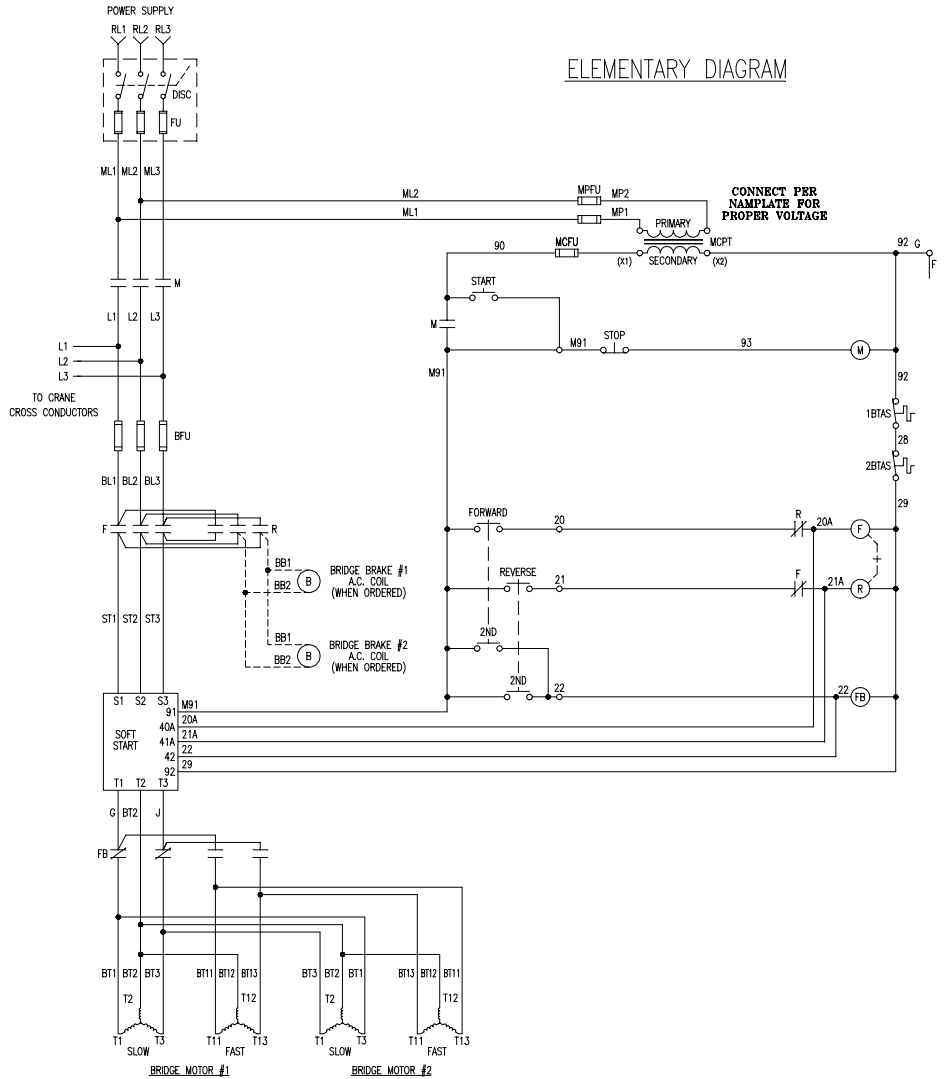 POWER SUPPLY
RL1 RL2 RL3
ELEMENTARY DIAGRAM
DISC
FU
ML1 ML2 ML3
ML2 MPFU MP2
ML1 MP1
CONNECT PER
NAMPLATE FOR
PROPER VOLTAGE
PRIMARY
MCPT
90 MCFU (X1) SECONDARY (X2) 92 G
F
M
START
L1 L2 L3
M
STOP
M91 93 M
L1
L2
L3
M91
92
TO CRANE
CROSS CONDUCTORS
1BTAS
BFU
28
2BTAS
BL1 BL2 BL3
29
F R
FORWARD
20 R 20A F
BB1
BB2
B
BRIDGE BRAKE #1
A.C. COIL
(WHEN ORDERED)
REVERSE
21 F 21A R
ST1 ST2 ST3
BB1
BB2
B
BRIDGE BRAKE #2
A.C. COIL
(WHEN ORDERED)
2ND
2ND
22 22 FB
S1 S2 S3
91 M91
40A 20A
SOFT
START
41A 21A
42 22
92 29
T1 T2 T3
G BT2 J
FB
BT1 BT2 BT3 BT11 BT12 BT13 BT3 BT2 BT1 BT13 BT12 BT11
T2 T12 T2 T12
T1 T3 T11 T13 T1 T3 T11 T13
SLOW FAST SLOW FAST
BRIDGE MOTOR #1 BRIDGE MOTOR #2